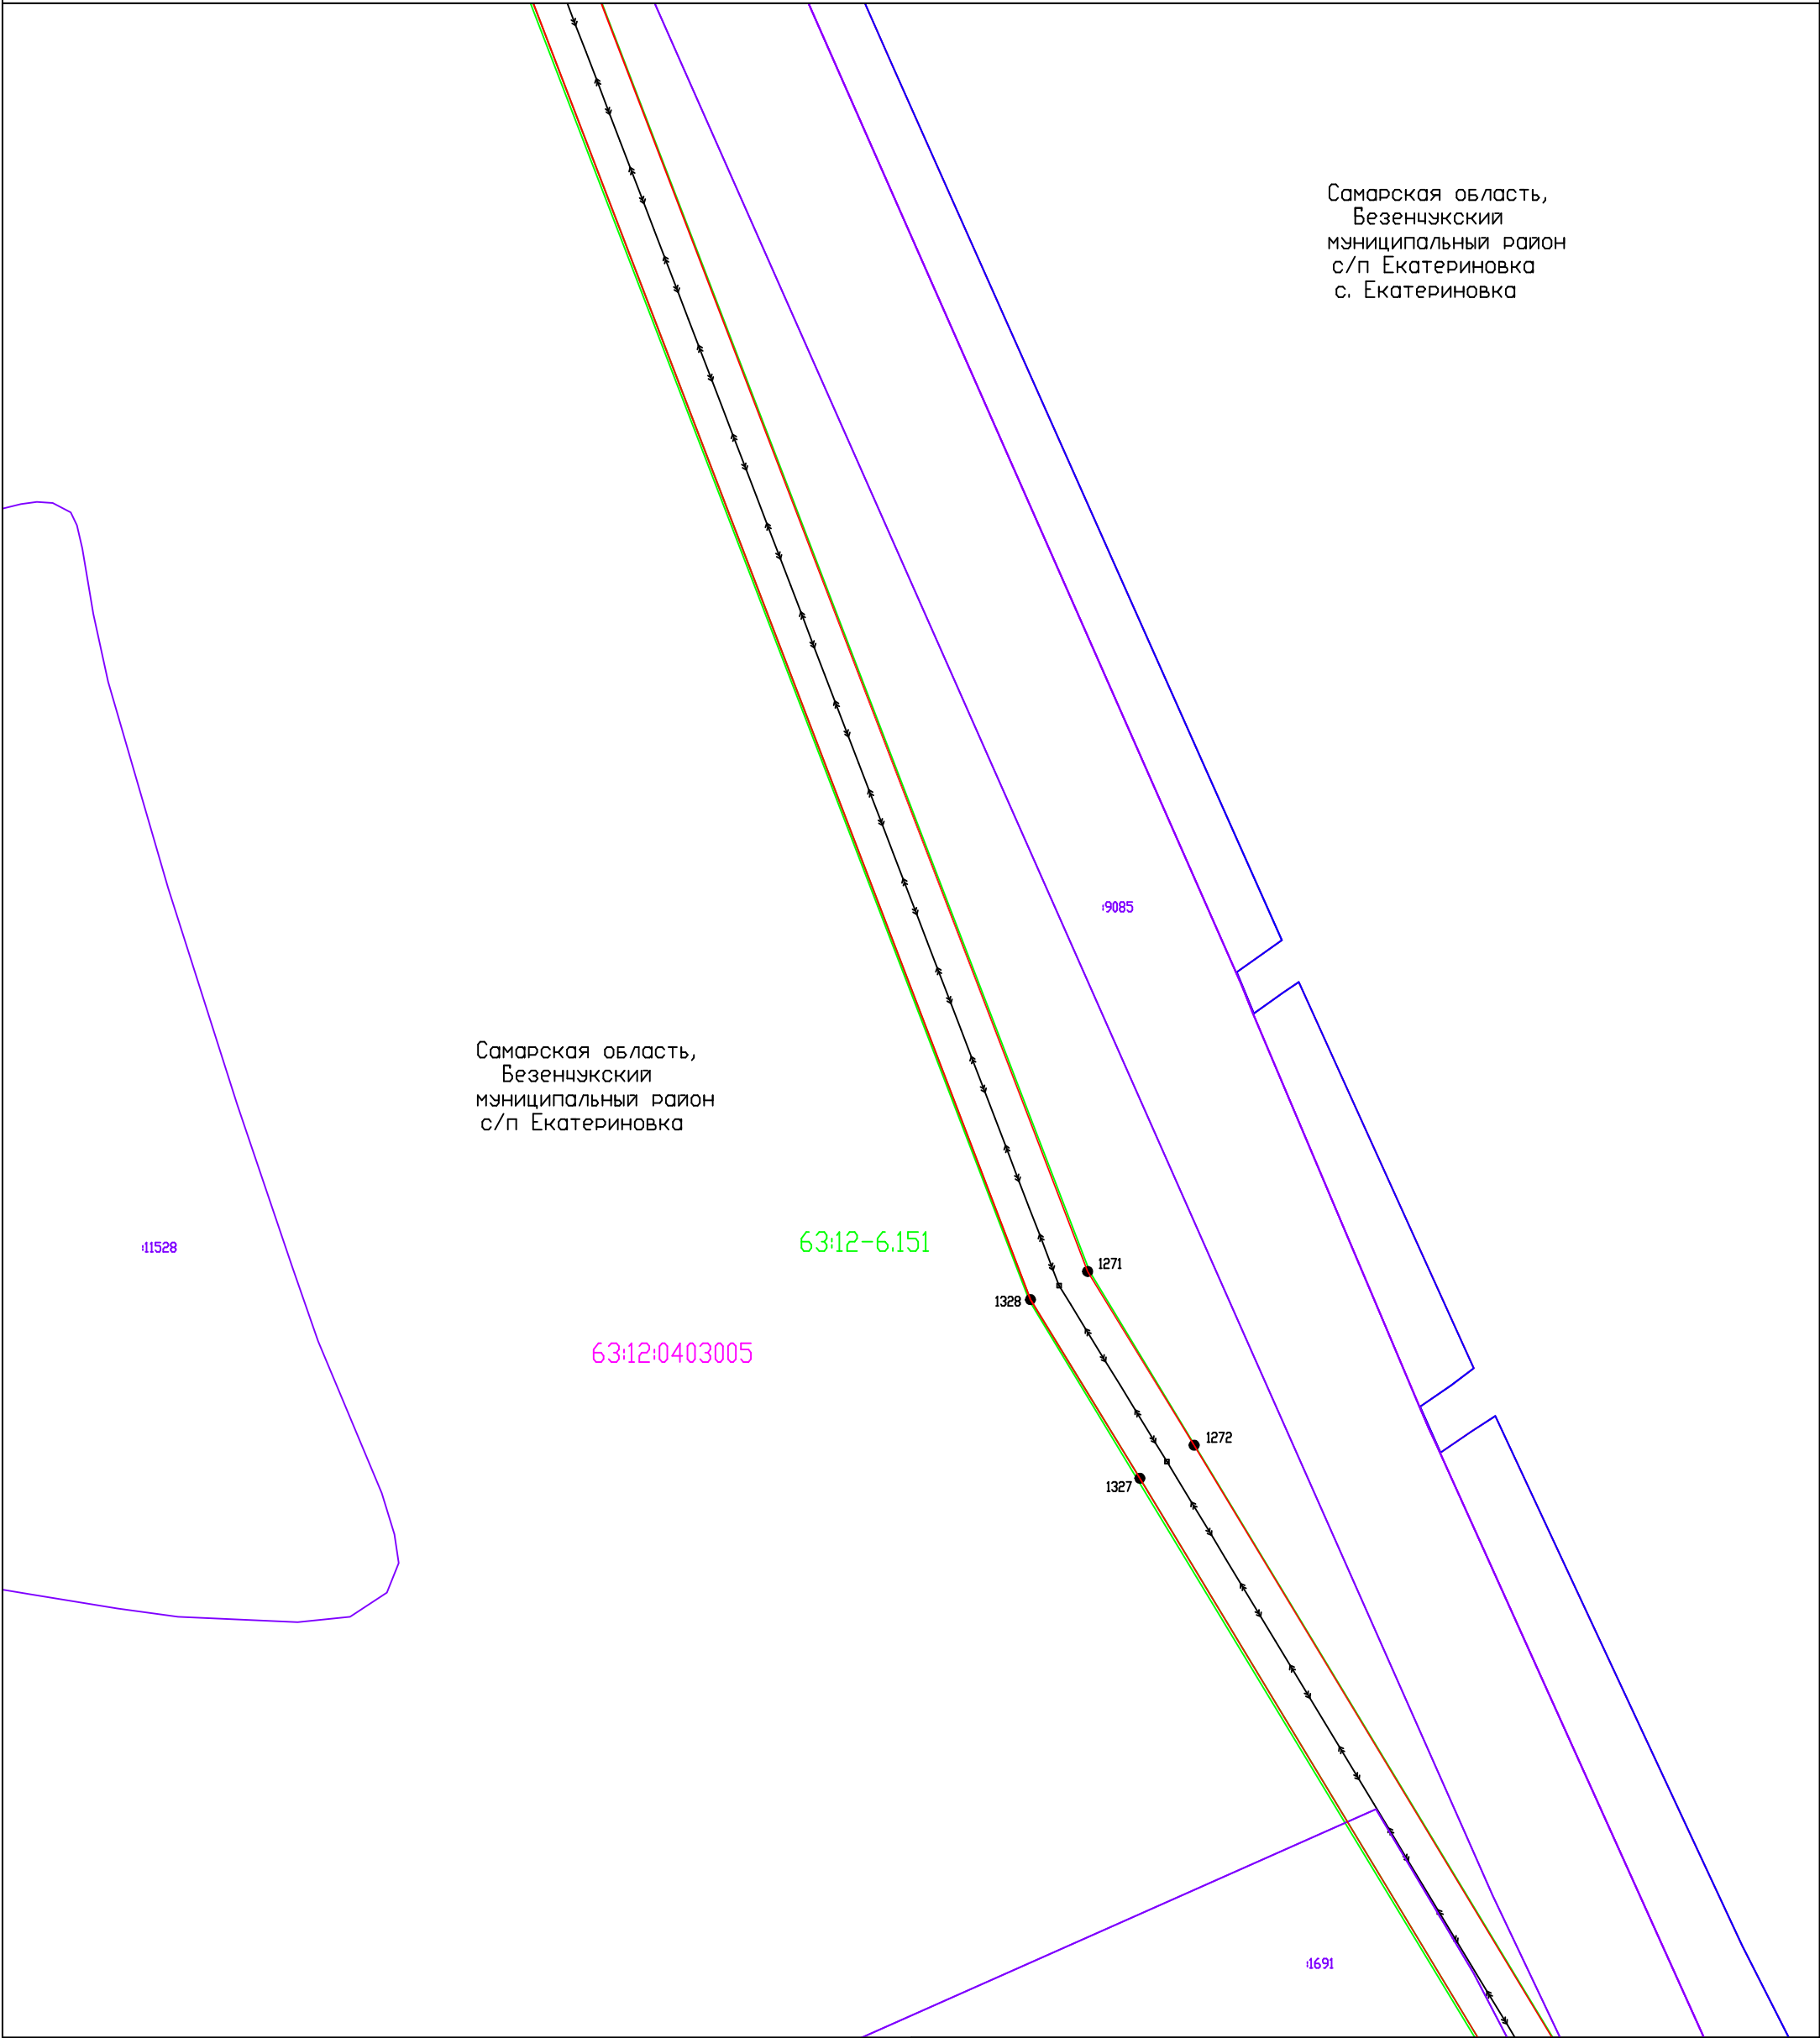 Самарская область,
Безенчукский
муниципальный район
с/п Екатериновка
с. Екатериновка
:9085
Самарская область,
Безенчукский
муниципальный район
с/п Екатериновка
63:12-6.151
:11528
1271
1328
63:12:0403005
1272
1327
:1691